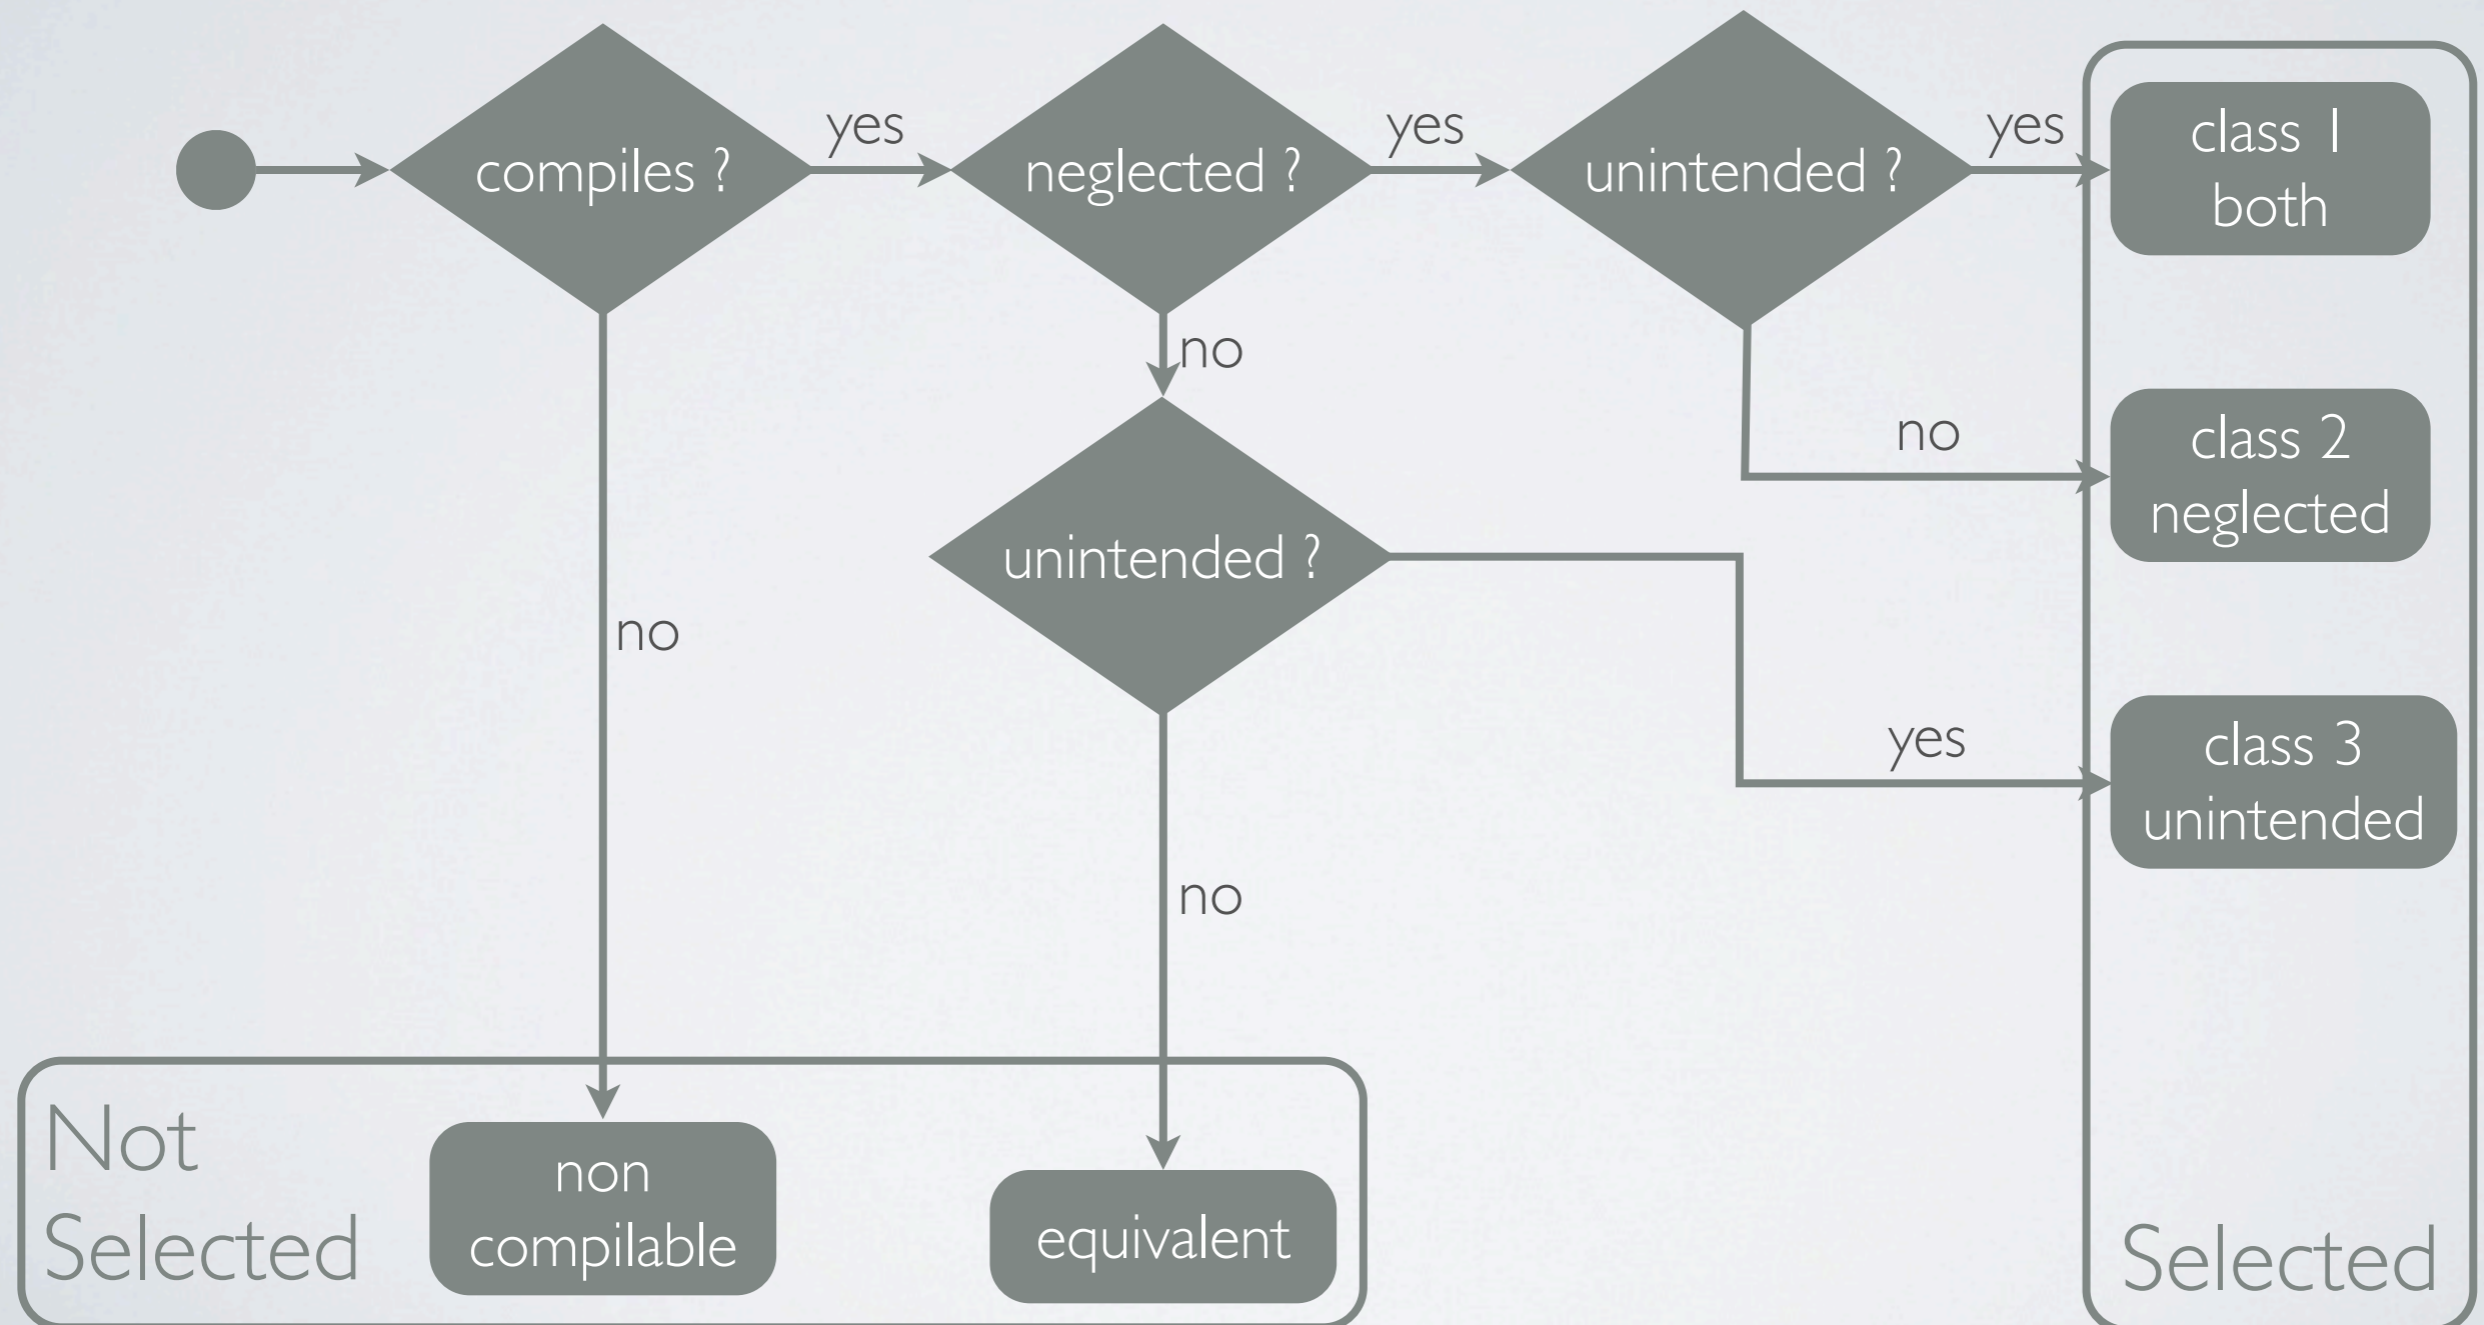 compiles ?
yes
neglected ?
yes
unintended ?
yes
class 1
both
no
no
class 2
neglected
unintended ?
no
yes
class 3
unintended
no
Not
Selected
non
compilable
equivalent
Selected